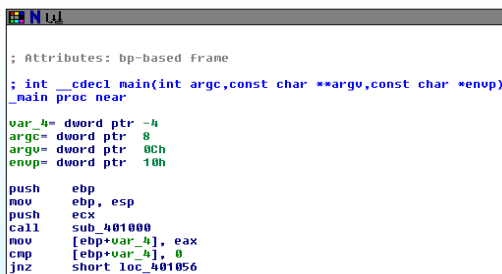 ; Attributes: bp-based frame
; int __cdecl main(int argc,const char **argv,const char *envp)
_main proc near
var_4= dword ptr -4
argc= dword ptr  8
argv= dword ptr  0Ch
envp= dword ptr  10h
push    ebp
mov     ebp, esp
push    ecx
call    sub_401000
mov     [ebp+var_4], eax
cmp     [ebp+var_4], 0
jnz     short loc_401056